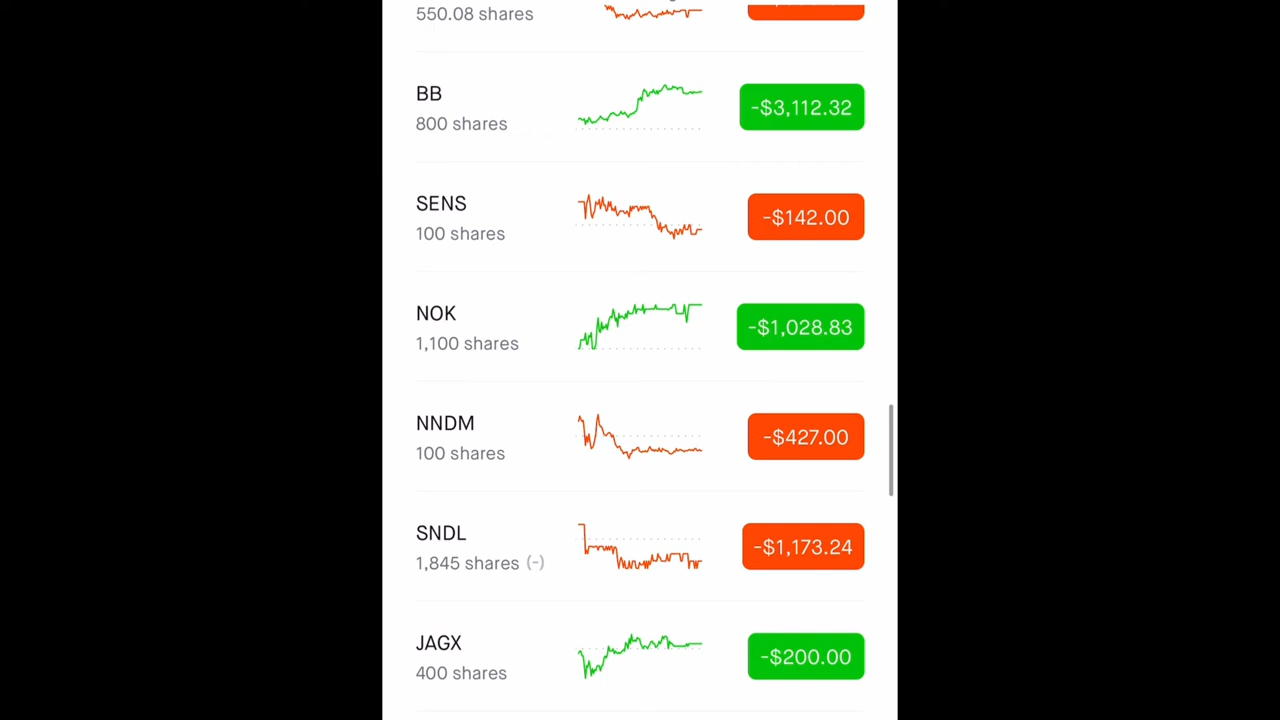 550.08 shares
BB
800 shares
-$3,112.32
SENS
100 shares
-$142.00
NOK
1,100 shares
-$1,028.83
NNDM
100 shares
-$427.00
SNDL
1,845 shares (-)
-$1,173.24
JAGX
400 shares
-$200.00